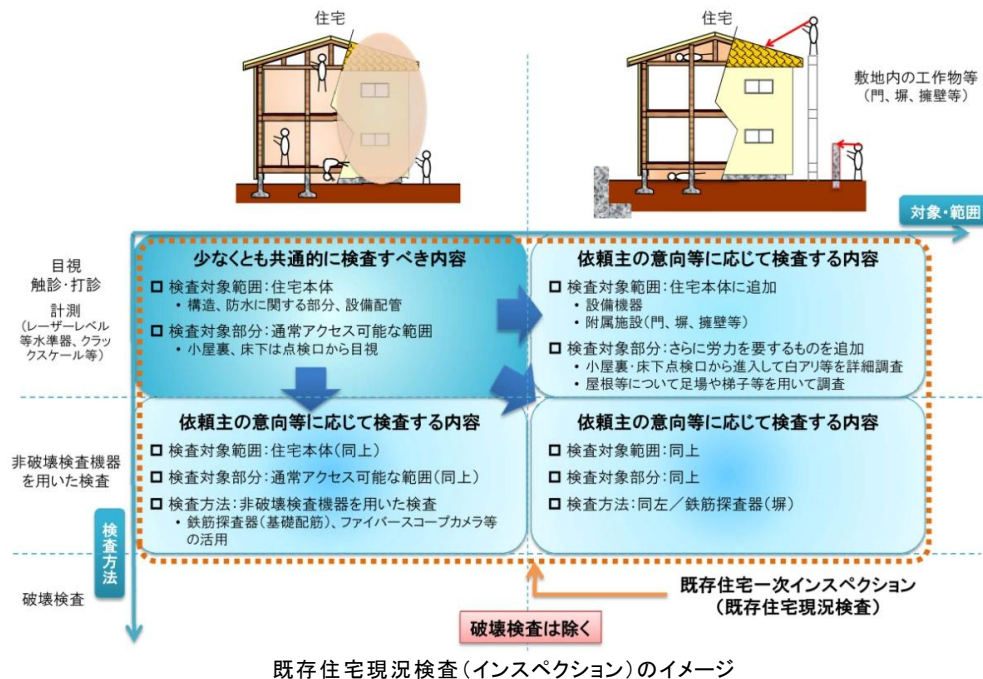 住宅
住宅
敷地内の工作物等
(門、塀、擁壁等)
対象・範囲
目視
触診・打診
計測
(レーザーレベル
等水準器、クラッ
クスケール等)
少なくとも共通的に検査すべき内容
検査対象範囲:住宅本体
・構造、防水に関する部分、設備配管
検査対象部分:通常アクセス可能な範囲
・小屋裏、床下は点検口から目視
依頼主の意向等に応じて検査する内容
検査対象範囲:住宅本体に追加
・設備機器
・附属施設(門、塀、擁壁等)
検査対象部分:さらに労力を要するものを追加
・小屋裏・床下点検口から進入して白アリ等を詳細調査
・屋根等について足場や梯子等を用いて調査
非破壊検査機器
を用いた検査
依頼主の意向等に応じて検査する内容
検査対象範囲:住宅本体(同上)
検査対象部分:通常アクセス可能な範囲(同上)
検査方法:非破壊検査機器を用いた検査
・鉄筋探査器(基礎配筋)、ファイバースコープカメラ等
の活用
依頼主の意向等に応じて検査する内容
検査対象範囲:同上
検査対象部分:同上
検査方法:同左/鉄筋探査器(塀)
検査方法
破壊検査
既存住宅一次インスペクション
(既存住宅現況検査)
破壊検査は除く
既存住宅現況検査(インスペクション)のイメージ